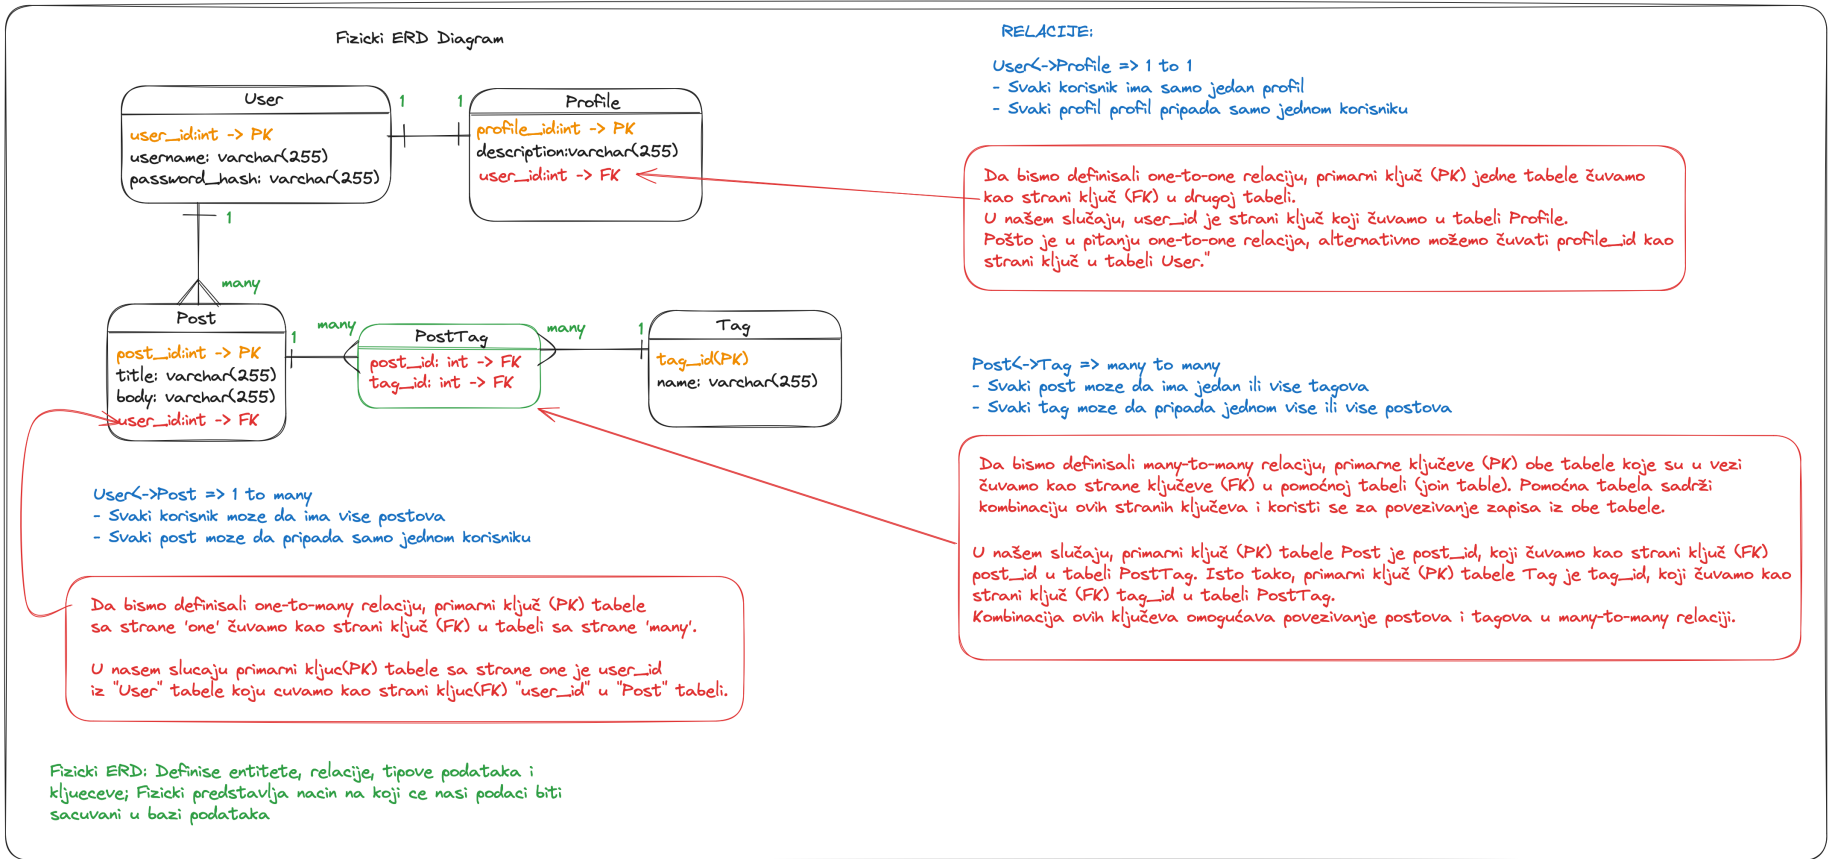 Fizicki ERD Diagram
User
user_id:int -> PK
username: varchar(255)
password_hash: varchar(255)
1
1
Profile
profile_id:int -> PK
description:varchar(255)
user_id:int -> FK
1
many
Post
post_id:int -> PK
title: varchar(255)
body: varchar(255)
user_id:int -> FK
1
many
PostTag
post_id: int -> FK
tag_id: int -> FK
many
1
Tag
tag_id(PK)
name: varchar(255)
User<->Post => 1 to many
- Svaki korisnik moze da ima vise postova
- Svaki post moze da pripada samo jednom korisniku
Da bismo definisali one-to-many relaciju, primarni ključ (PK) tabele
sa strane 'one' čuvamo kao strani ključ (FK) u tabeli sa strane 'many'.
U nasem slucaju primarni kljuc(PK) tabele sa strane one je user_id
iz "User" tabele koju cuvamo kao strani kljuc(FK) "user_id" u "Post" tabeli.
Fizicki ERD: Definise entitete, relacije, tipove podataka i
kljueceve; Fizicki predstavlja nacin na koji ce nasi podaci biti
sacuvani u bazi podataka
RELACIJE:
User<->Profile => 1 to 1
- Svaki korisnik ima samo jedan profil
- Svaki profil profil pripada samo jednom korisniku
Da bismo definisali one-to-one relaciju, primarni ključ (PK) jedne tabele čuvamo
kao strani ključ (FK) u drugoj tabeli.
U našem slučaju, user_id je strani ključ koji čuvamo u tabeli Profile.
Pošto je u pitanju one-to-one relacija, alternativno možemo čuvati profile_id kao
strani ključ u tabeli User."
Post<->Tag => many to many
- Svaki post moze da ima jedan ili vise tagova
- Svaki tag moze da pripada jednom vise ili vise postova
Da bismo definisali many-to-many relaciju, primarne ključeve (PK) obe tabele koje su u vezi
čuvamo kao strane ključeve (FK) u pomoćnoj tabeli (join table). Pomoćna tabela sadrži
kombinaciju ovih stranih ključeva i koristi se za povezivanje zapisa iz obe tabele.
U našem slučaju, primarni ključ (PK) tabele Post je post_id, koji čuvamo kao strani ključ (FK)
post_id u tabeli PostTag. Isto tako, primarni ključ (PK) tabele Tag je tag_id, koji čuvamo kao
strani ključ (FK) tag_id u tabeli PostTag.
Kombinacija ovih ključeva omogućava povezivanje postova i tagova u many-to-many relaciji.